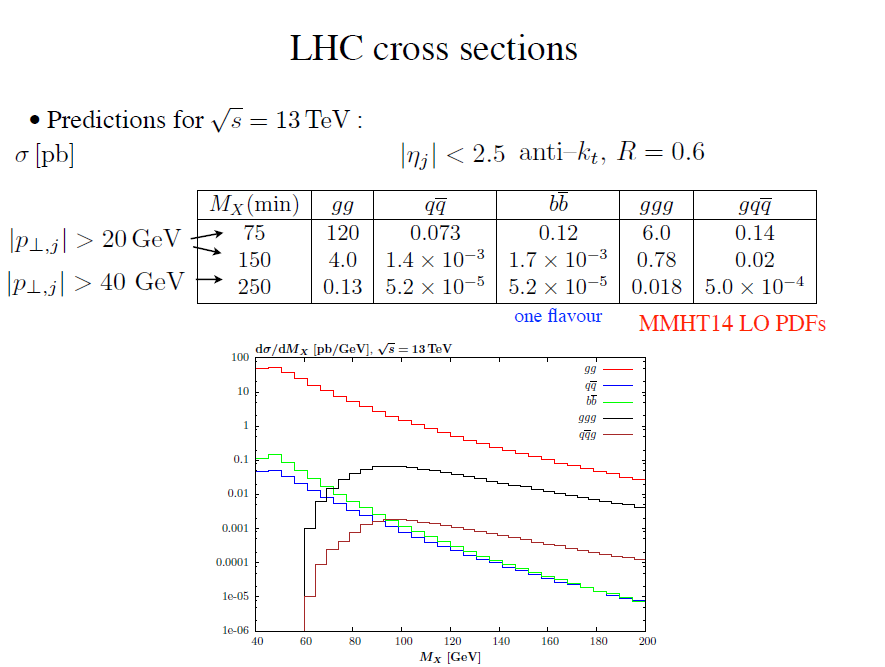 LHC cross sections
• Predictions for √s = 13 TeV :
σ [pb]
|η_j| < 2.5 anti–k_t, R = 0.6
M_X(min) gg qq̅ bb̅ ggg gqq̅
|p_⊥,j| > 20 GeV
75 120 0.073 0.12 6.0 0.14
150 4.0 1.4 × 10⁻³ 1.7 × 10⁻³ 0.78 0.02
|p_⊥,j| > 40 GeV
250 0.13 5.2 × 10⁻⁵ 5.2 × 10⁻⁵ 0.018 5.0 × 10⁻⁴
one flavour
MMHT14 LO PDFs
dσ/dM_X [pb/GeV], √s = 13 TeV
gg
qq̅
bb̅
ggg
qq̅g
100
10
1
0.1
0.01
0.001
0.0001
1e-05
1e-06
40 60 80 100 120 140 160 180 200
M_X [GeV]